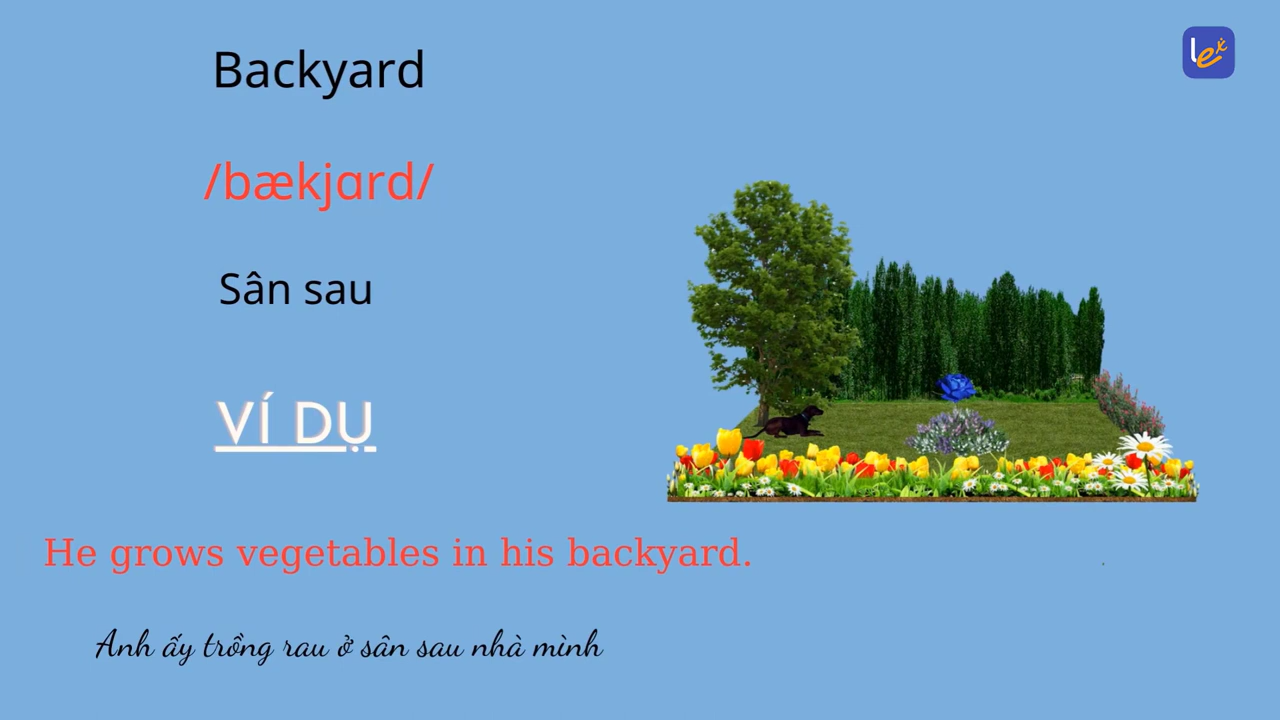 Backyard
lex
/bækjɑrd/
Sân sau
VÍ DỤ
He grows vegetables in his backyard.
Anh ấy trồng rau ở sân sau nhà mình